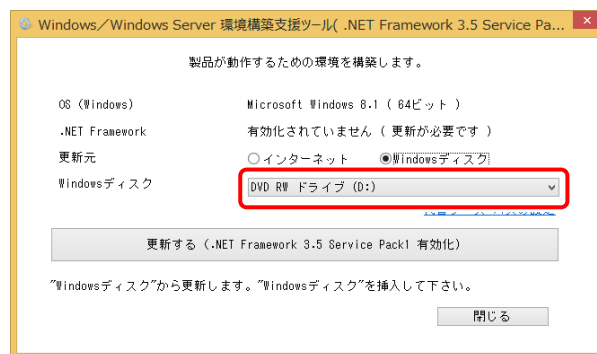 Windows／Windows Server 環境構築支援ツール( .NET Framework 3.5 Service Pa...
製品が動作するための環境を構築します。
OS (Windows) Microsoft Windows 8.1 ( 64ビット )
.NET Framework 有効化されていません ( 更新が必要です )
更新元 インターネット Windowsディスク
Windowsディスク DVD RW ドライブ (D:)
更新する (.NET Framework 3.5 Service Pack1 有効化)
"Windowsディスク"から更新します。"Windowsディスク"を挿入して下さい。
閉じる